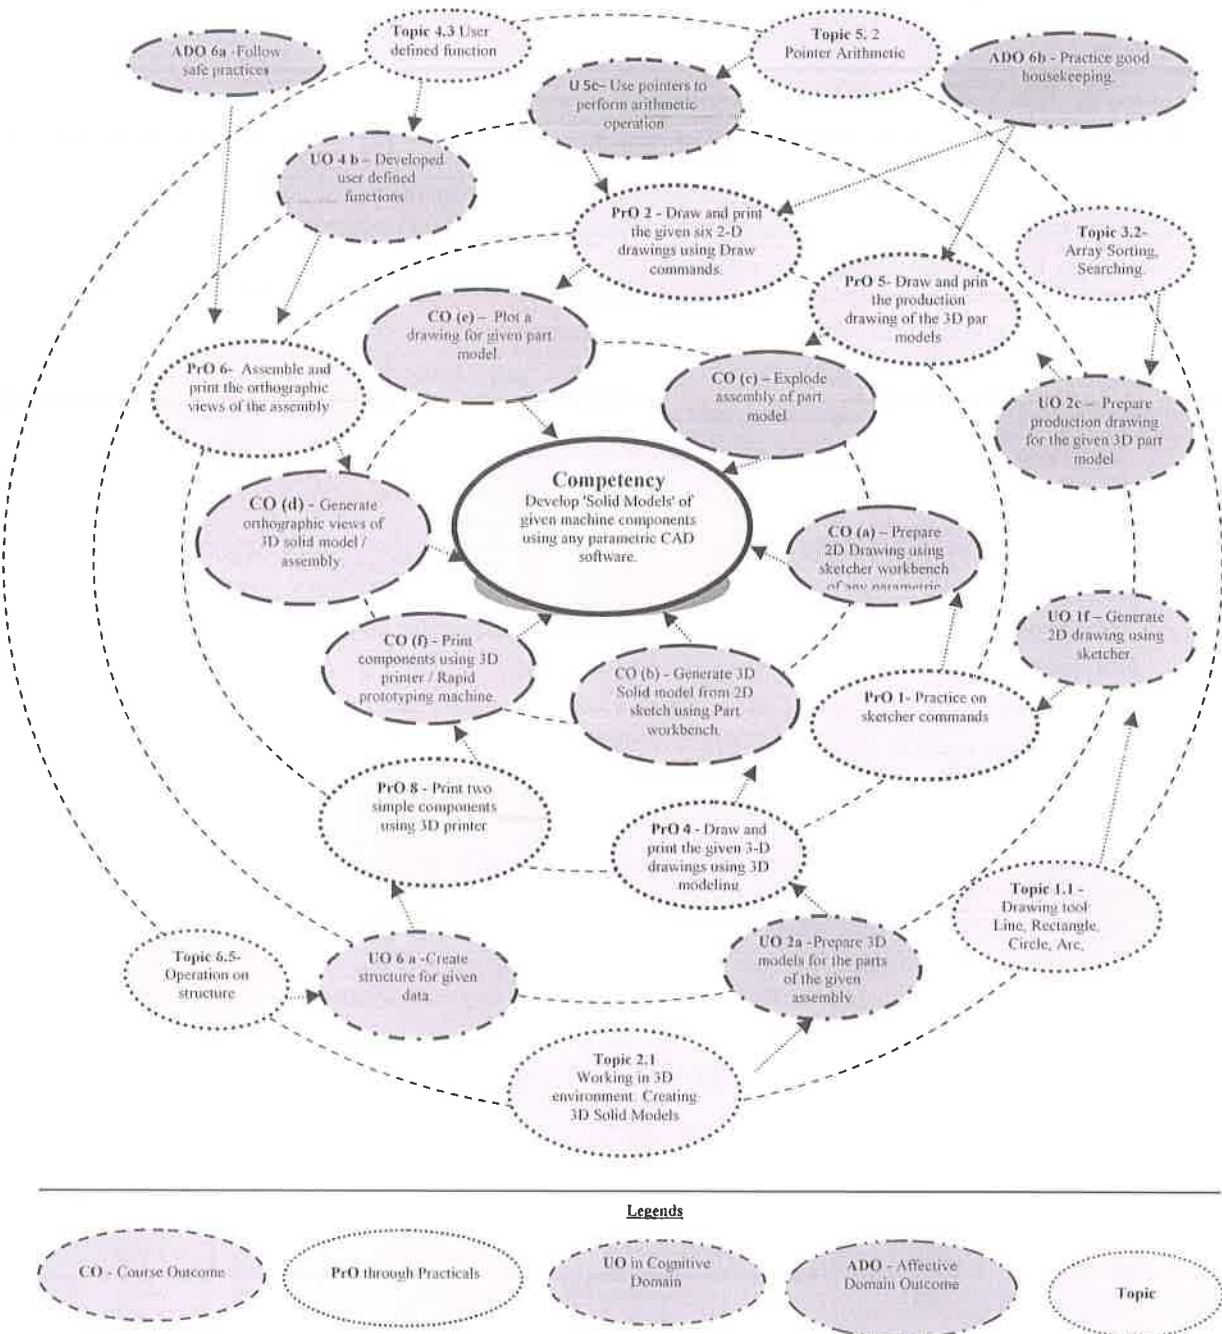 ADO 6a -Follow
safe practices
Topic 4.3 User
defined function
Topic 5. 2
Pointer Arithmetic
ADO 6b - Practice good
housekeeping.
U 5c– Use pointers to
perform arithmetic
operation
UO 4 b – Developed
user defined
functions
PrO 2 - Draw and print
the given six 2-D
drawings using Draw
commands.
Topic 3.2-
Array Sorting,
Searching.
PrO 5- Draw and prin
the production
drawing of the 3D par
models
CO (e) – Plot a
drawing for given part
model.
PrO 6- Assemble and
print the orthographic
views of the assembly
CO (c) – Explode
assembly of part
model
UO 2c – Prepare
production drawing
for the given 3D part
model
Competency
Develop 'Solid Models' of
given machine components
using any parametric CAD
software.
CO (d) - Generate
orthographic views of
3D solid model /
assembly.
CO (a) – Prepare
2D Drawing using
sketcher workbench
of any parametric
UO 1f – Generate
2D drawing using
sketcher.
CO (f) - Print
components using 3D
printer / Rapid
prototyping machine.
CO (b) - Generate 3D
Solid model from 2D
sketch using Part
workbench
PrO 1- Practice on
sketcher commands
PrO 8 - Print two
simple components
using 3D printer
PrO 4 - Draw and
print the given 3-D
drawings using 3D
modeling
Topic 1.1 -
Drawing tool
Line, Rectangle,
Circle, Arc,
Topic 6.5-
Operation on
structure
UO 6 a -Create
structure for given
data
UO 2a -Prepare 3D
models for the parts
of the given
assembly
Topic 2.1
Working in 3D
environment. Creating
3D Solid Models
Legends
CO - Course Outcome
PrO through Practicals
UO in Cognitive
Domain
ADO - Affective
Domain Outcome
Topic